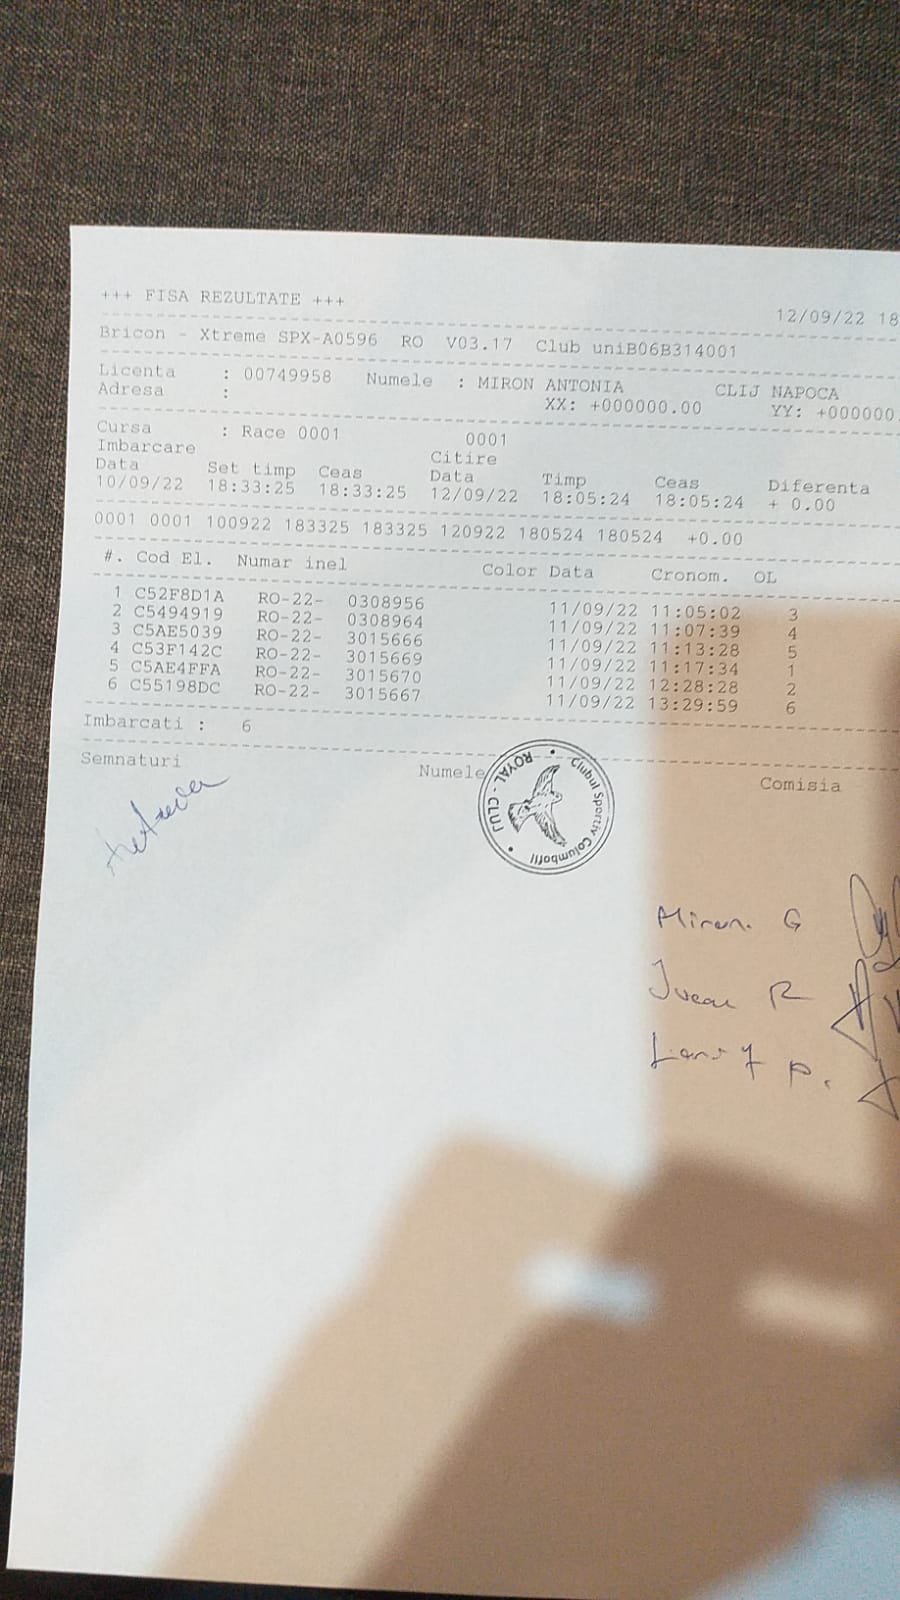 +++ FISA REZULTATE +++
12/09/22 18
Bricon - Xtreme SPX-A0596 RO V03.17 Club uniB06B314001
Licenta : 00749958 Numele : MIRON ANTONIA CLIJ NAPOCA
Adresa : XX: +000000.00 YY: +000000.
Cursa : Race 0001 0001
Imbarcare Citire
Data Set timp Ceas Data Timp Ceas Diferenta
10/09/22 18:33:25 18:33:25 12/09/22 18:05:24 18:05:24 + 0.00
0001 0001 100922 183325 183325 120922 180524 180524 +0.00
#. Cod El. Numar inel Color Data Cronom. OL
1 C52F8D1A RO-22- 0308956 11/09/22 11:05:02 3
2 C5494919 RO-22- 0308964 11/09/22 11:07:39 4
3 C5AE5039 RO-22- 3015666 11/09/22 11:13:28 5
4 C53F142C RO-22- 3015669 11/09/22 11:17:34 1
5 C5AE4FFA RO-22- 3015670 11/09/22 12:28:28 2
6 C55198DC RO-22- 3015667 11/09/22 13:29:59 6
Imbarcati : 6
Semnaturi Numele Comisia
Clubul Sportiv Columbofil
ROYAL - CLUJ
Miron. G
R
P.